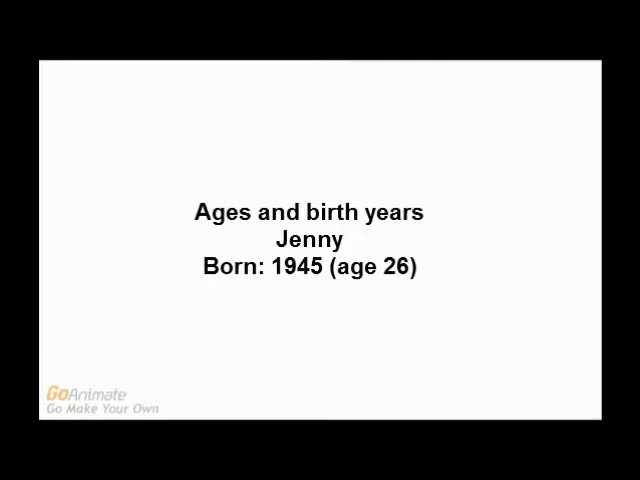 Ages and birth years
Jenny
Born: 1945 (age 26)
GoAnimate
Go Make Your Own